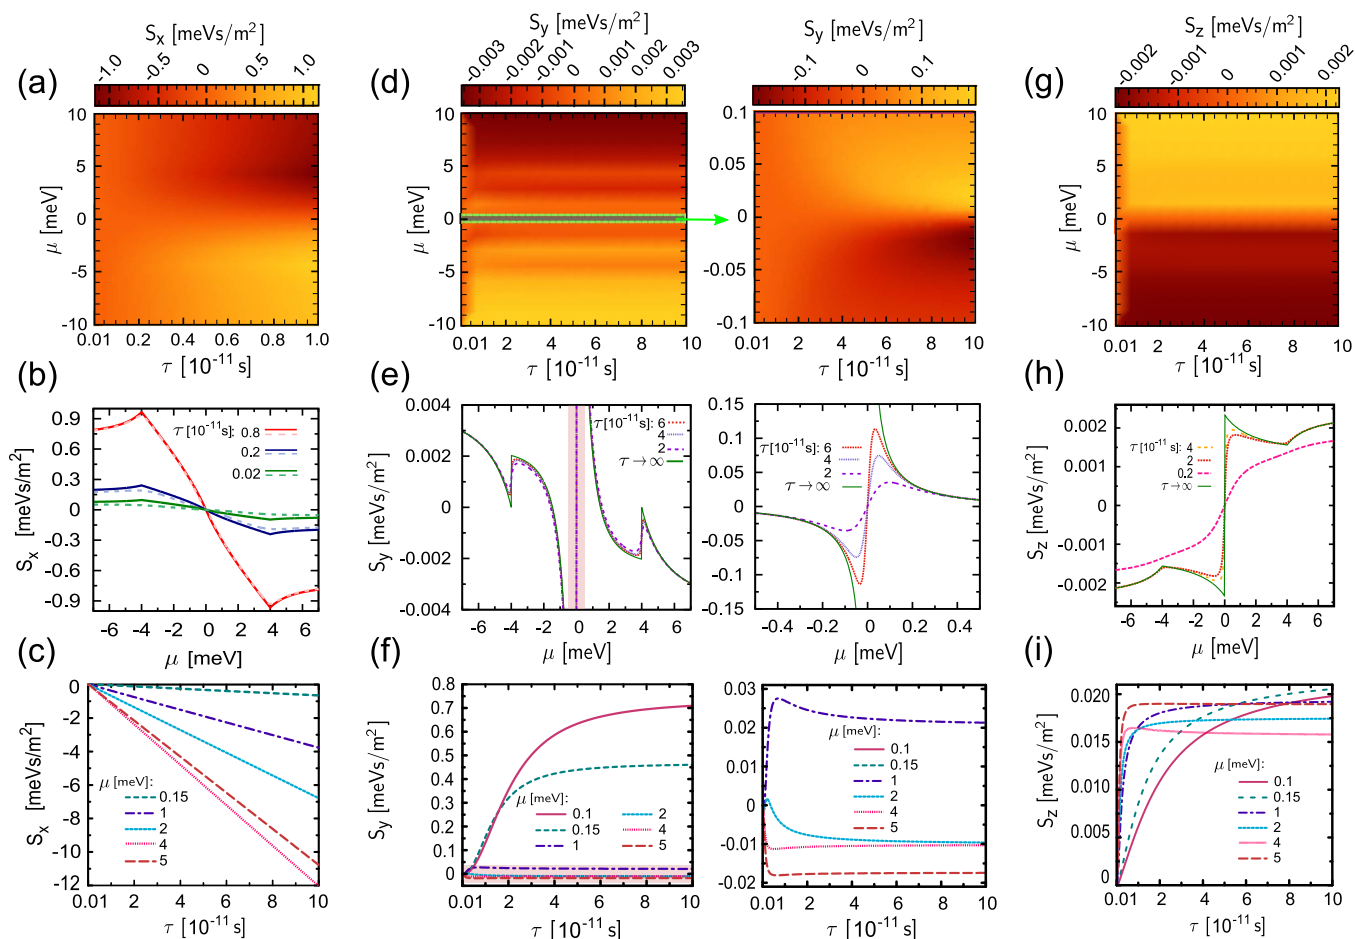 S_x [meVs/m²]
-1.0 -0.5 0 0.5 1.0
(a)
μ [meV]
10
5
0
-5
-10
0.01 0.2 0.4 0.6 0.8 1.0
τ [10⁻¹¹ s]
S_y [meVs/m²]
-0.003 -0.002 -0.001 0 0.001 0.002 0.003
(d)
μ [meV]
10
5
0
-5
-10
0.01 2 4 6 8 10
τ [10⁻¹¹ s]
S_y [meVs/m²]
-0.1 0 0.1
0.1
0.05
0
-0.05
-0.1
0.01 2 4 6 8 10
τ [10⁻¹¹ s]
S_z [meVs/m²]
-0.002 -0.001 0 0.001 0.002
(g)
μ [meV]
10
5
0
-5
-10
0.01 2 4 6 8 10
τ [10⁻¹¹ s]
(b)
S_x [meVs/m²]
0.9
0.6
0.3
0
-0.3
-0.6
-0.9
τ [10⁻¹¹s]: 0.8
0.2
0.02
-6 -4 -2 0 2 4 6
μ [meV]
(e)
S_y [meVs/m²]
0.004
0.002
0
-0.002
-0.004
τ [10⁻¹¹s]: 6
4
2
τ → ∞
-6 -4 -2 0 2 4 6
μ [meV]
0.15
0.1
0.05
0
-0.05
-0.1
-0.15
τ [10⁻¹¹s]: 6
4
2
τ → ∞
-0.4 -0.2 0 0.2 0.4
μ [meV]
(h)
S_z [meVs/m²]
0.002
0.001
0
-0.001
-0.002
τ [10⁻¹¹s]: 4
2
0.2
τ → ∞
-6 -4 -2 0 2 4 6
μ [meV]
(c)
S_x [meVs/m²]
0
-2
-4
-6
-8
-10
-12
μ [meV]:
0.15
1
2
4
5
0.01 2 4 6 8 10
τ [10⁻¹¹ s]
(f)
S_y [meVs/m²]
0.8
0.7
0.6
0.5
0.4
0.3
0.2
0.1
0
μ [meV]:
0.1 2
0.15 4
1 5
0.01 2 4 6 8 10
τ [10⁻¹¹ s]
0.03
0.02
0.01
0
-0.01
-0.02
μ [meV]:
0.1
0.15
1
2
4
5
0.01 2 4 6 8 10
τ [10⁻¹¹ s]
(i)
S_z [meVs/m²]
0.020
0.015
0.010
0.005
0
μ [meV]:
0.1
0.15
1
2
4
5
0.01 2 4 6 8 10
τ [10⁻¹¹ s]